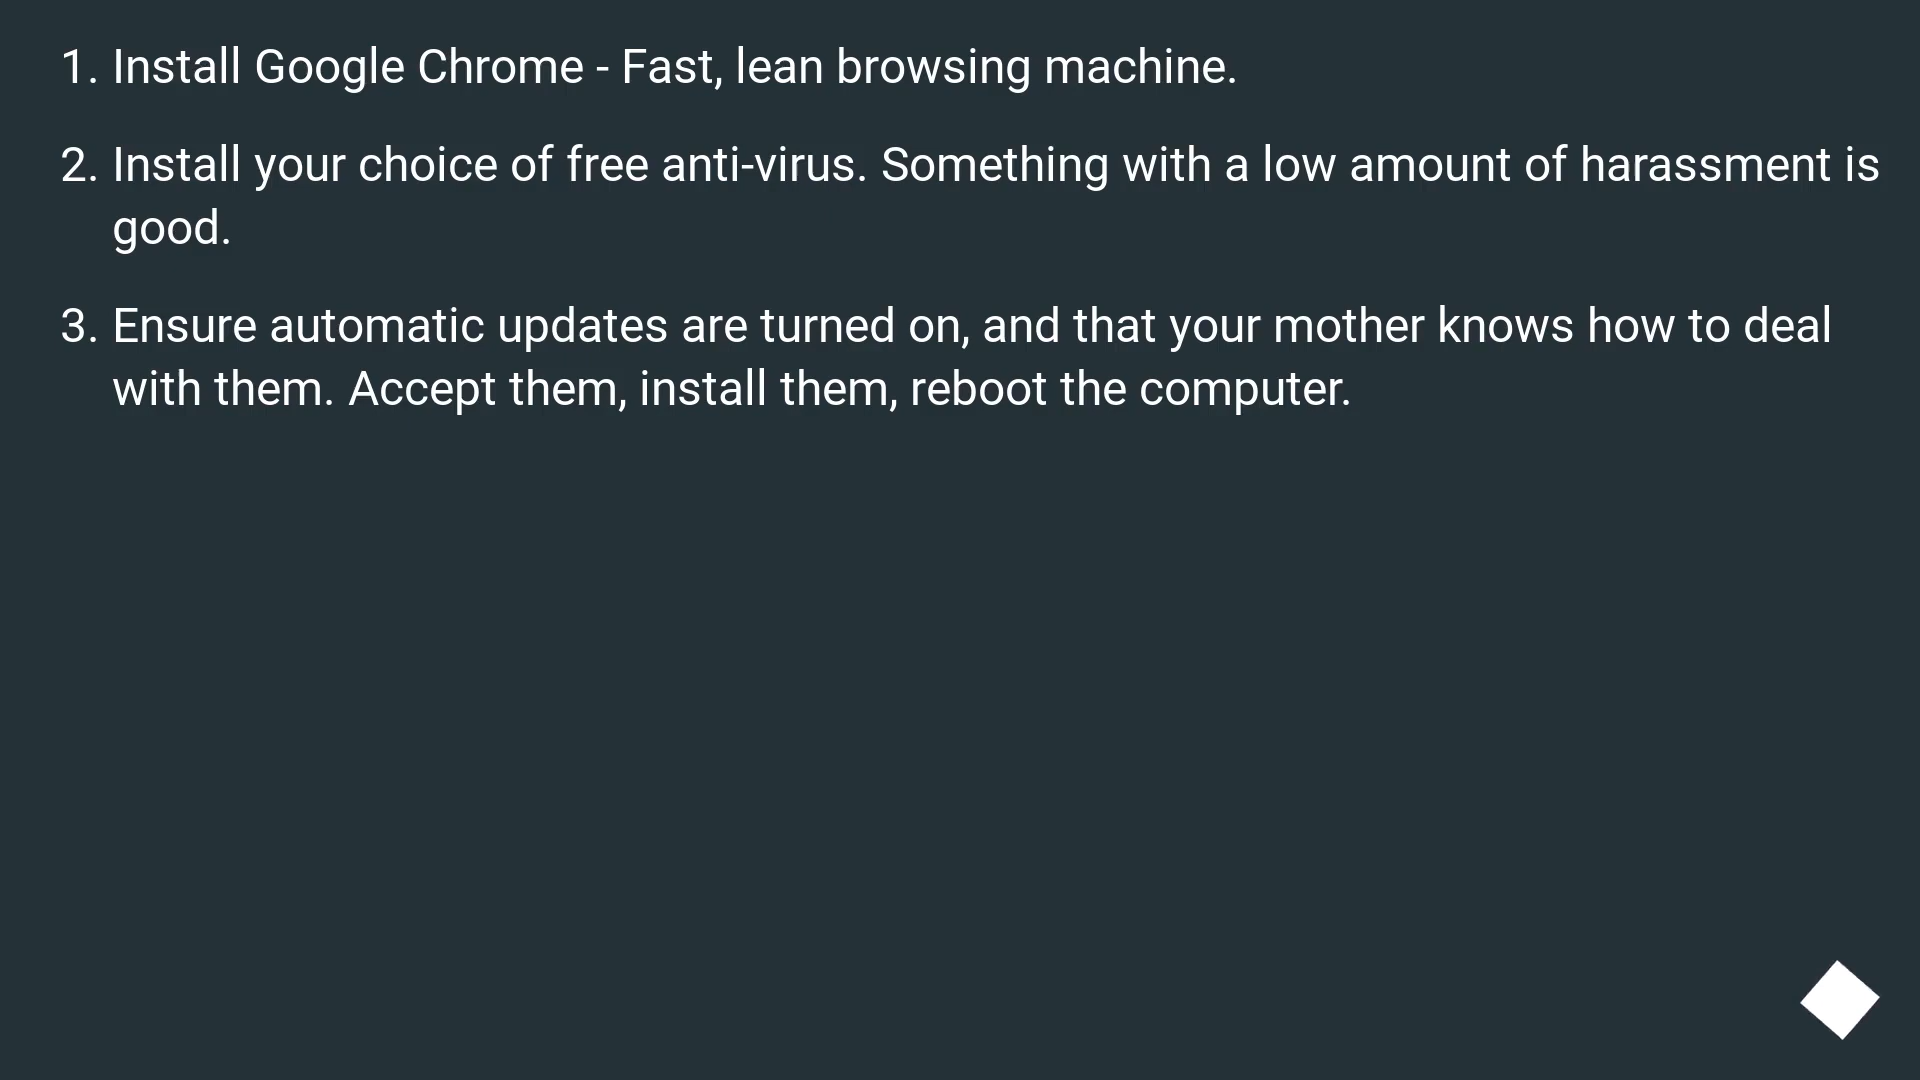 1. Install Google Chrome - Fast, lean browsing machine.
2. Install your choice of free anti-virus. Something with a low amount of harassment is
good.
3. Ensure automatic updates are turned on, and that your mother knows how to deal
with them. Accept them, install them, reboot the computer.